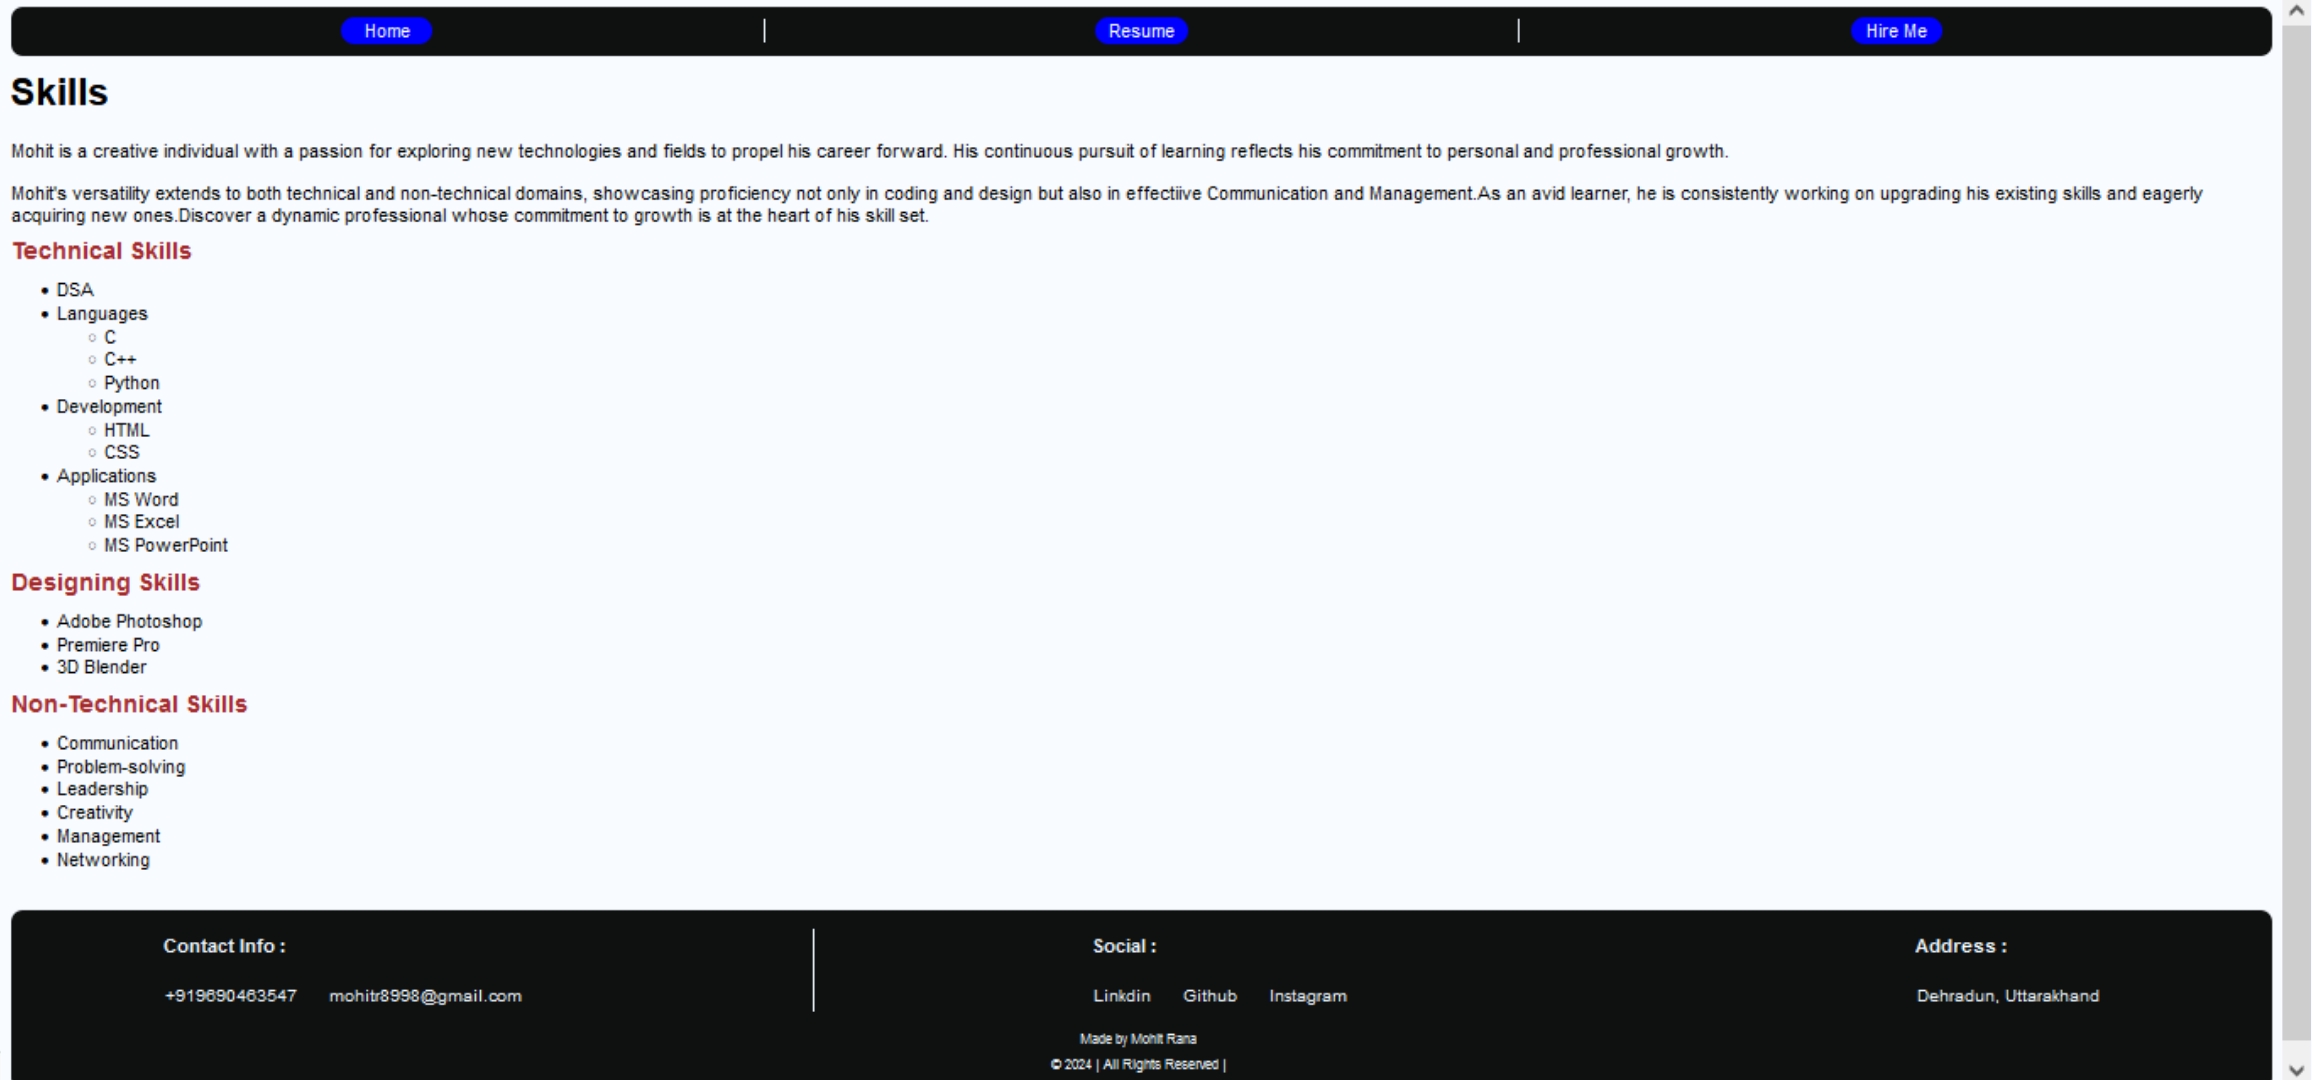 Home | Resume | Hire Me
Skills
Mohit is a creative individual with a passion for exploring new technologies and fields to propel his career forward. His continuous pursuit of learning reflects his commitment to personal and professional growth.
Mohit's versatility extends to both technical and non-technical domains, showcasing proficiency not only in coding and design but also in effectiive Communication and Management.As an avid learner, he is consistently working on upgrading his existing skills and eagerly
acquiring new ones.Discover a dynamic professional whose commitment to growth is at the heart of his skill set.
Technical Skills
DSA
Languages
C
C++
Python
Development
HTML
CSS
Applications
MS Word
MS Excel
MS PowerPoint
Designing Skills
Adobe Photoshop
Premiere Pro
3D Blender
Non-Technical Skills
Communication
Problem-solving
Leadership
Creativity
Management
Networking
Contact Info : Social : Address :
+919690463547 mohitr8998@gmail.com Linkdin Github Instagram Dehradun, Uttarakhand
Made by Mohit Rana
© 2024 | All Rights Reserved |